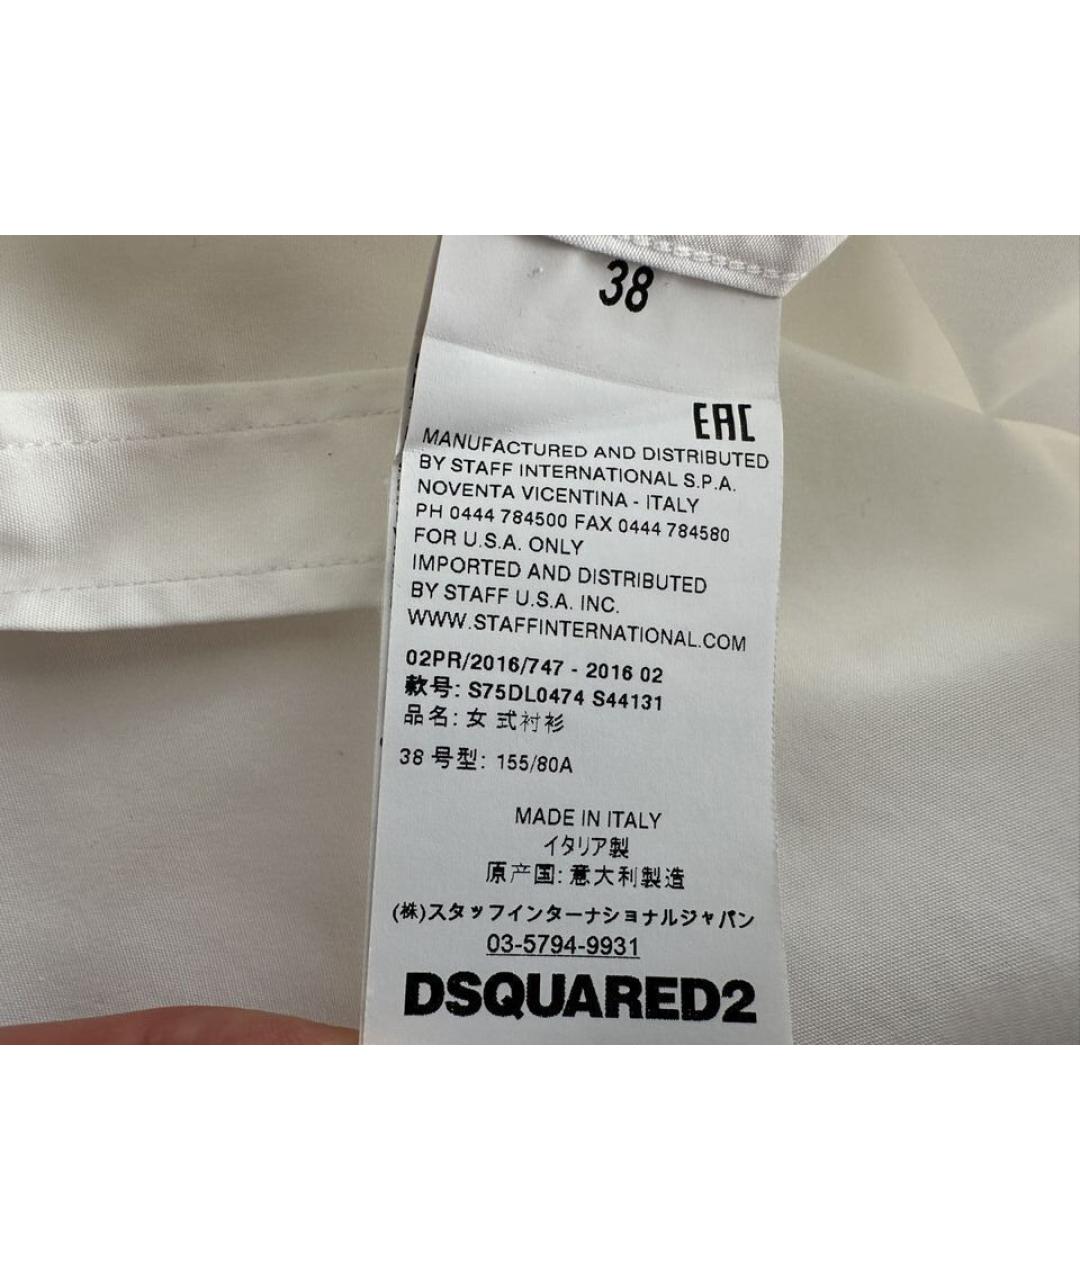 38
EAC
MANUFACTURED AND DISTRIBUTED
BY STAFF INTERNATIONAL S.P.A.
NOVENTA VICENTINA - ITALY
PH 0444 784500 FAX 0444 784580
FOR U.S.A. ONLY
IMPORTED AND DISTRIBUTED
BY STAFF U.S.A. INC.
WWW.STAFFINTERNATIONAL.COM
02PR/2016/747 - 2016 02
款号: S75DL0474 S44131
品名: 女 式衬衫
38 号型: 155/80A
MADE IN ITALY
イタリア製
原产国: 意大利製造
(株)スタッフインターナショナルジャパン
03-5794-9931
DSQUARED2